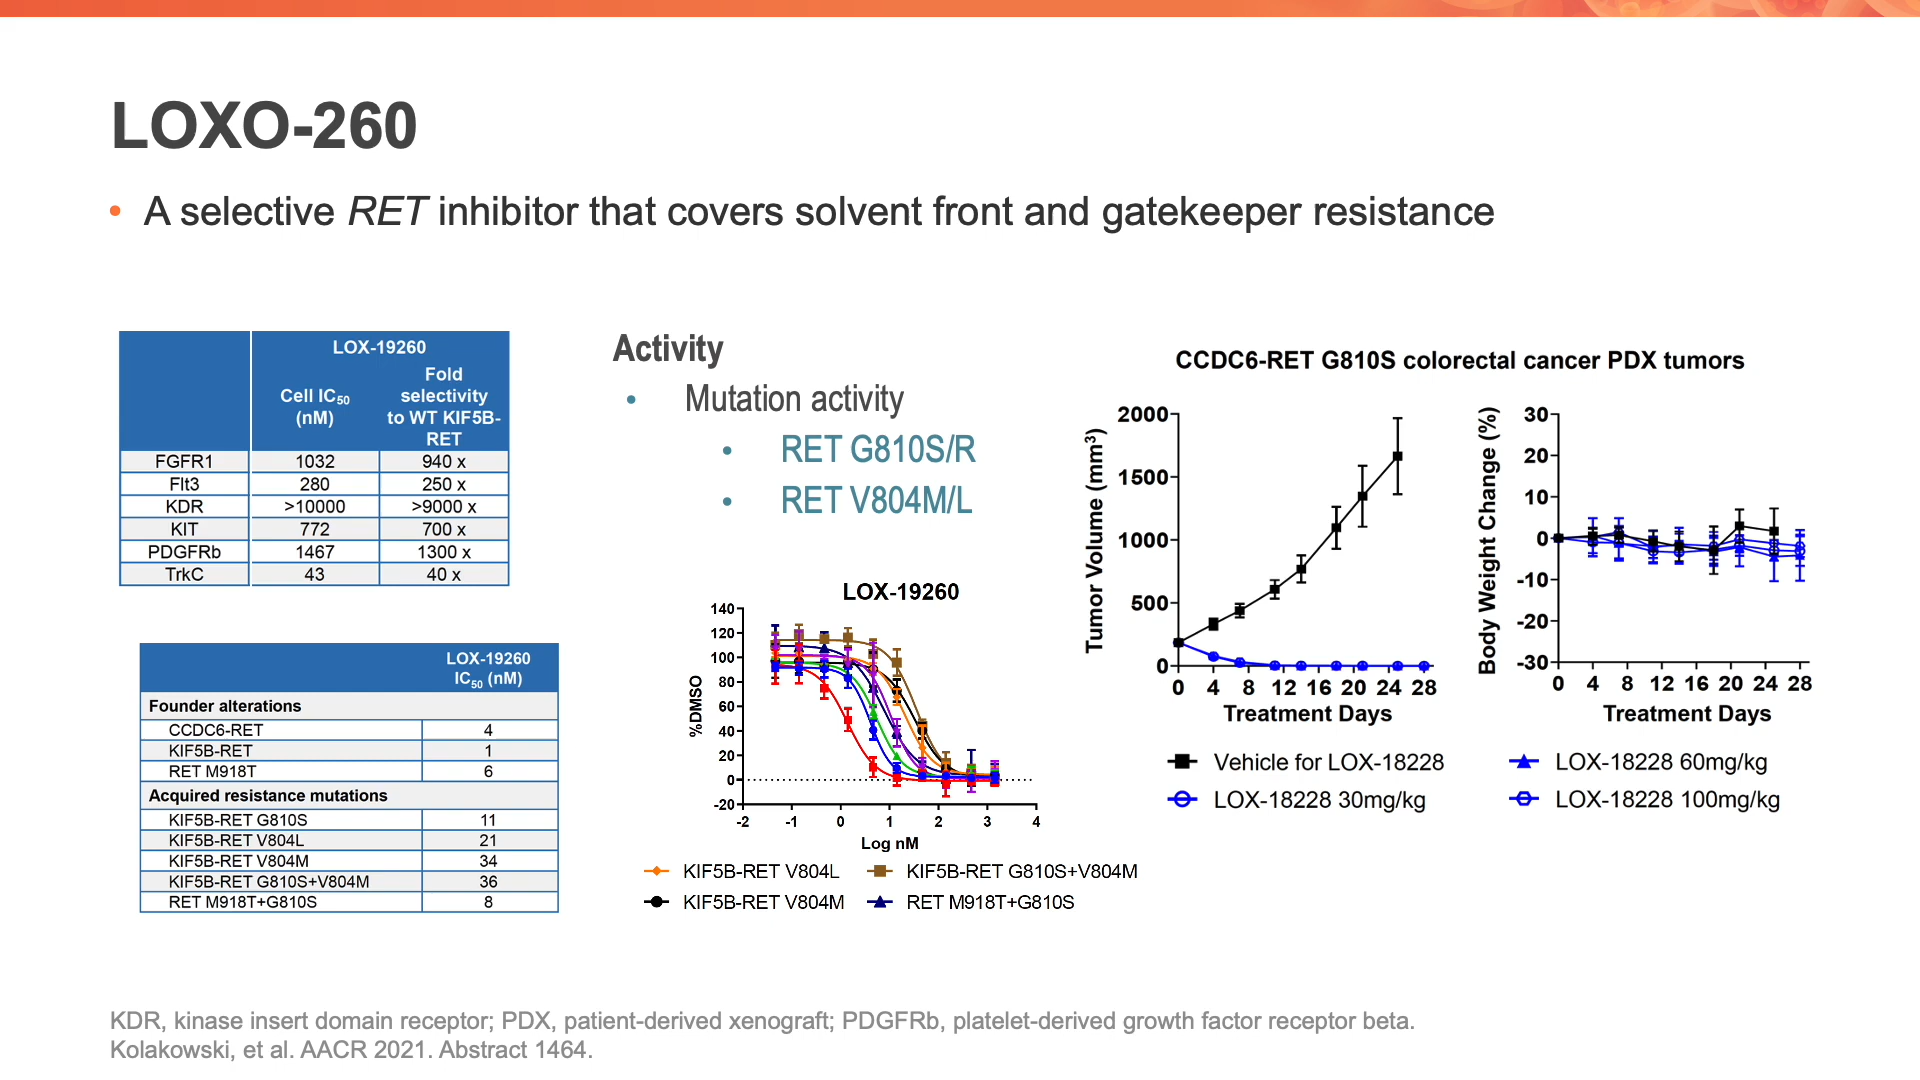 LOXO-260
• A selective RET inhibitor that covers solvent front and gatekeeper resistance
LOX-19260
Cell IC50 (nM)
Fold selectivity to WT KIF5B-RET
FGFR1 1032 940 x
Flt3 280 250 x
KDR >10000 >9000 x
KIT 772 700 x
PDGFRb 1467 1300 x
TrkC 43 40 x
LOX-19260
IC50 (nM)
Founder alterations
CCDC6-RET 4
KIF5B-RET 1
RET M918T 6
Acquired resistance mutations
KIF5B-RET G810S 11
KIF5B-RET V804L 21
KIF5B-RET V804M 34
KIF5B-RET G810S+V804M 36
RET M918T+G810S 8
Activity
• Mutation activity
• RET G810S/R
• RET V804M/L
LOX-19260
%DMSO
140
120
100
80
60
40
20
0
-20
-2 -1 0 1 2 3 4
Log nM
KIF5B-RET V804L KIF5B-RET G810S+V804M
KIF5B-RET V804M RET M918T+G810S
CCDC6-RET G810S colorectal cancer PDX tumors
Tumor Volume (mm3)
2000
1500
1000
500
0
0 4 8 12 16 20 24 28
Treatment Days
Body Weight Change (%)
30
20
10
0
-10
-20
-30
0 4 8 12 16 20 24 28
Treatment Days
Vehicle for LOX-18228 LOX-18228 60mg/kg
LOX-18228 30mg/kg LOX-18228 100mg/kg
KDR, kinase insert domain receptor; PDX, patient-derived xenograft; PDGFRb, platelet-derived growth factor receptor beta.
Kolakowski, et al. AACR 2021. Abstract 1464.